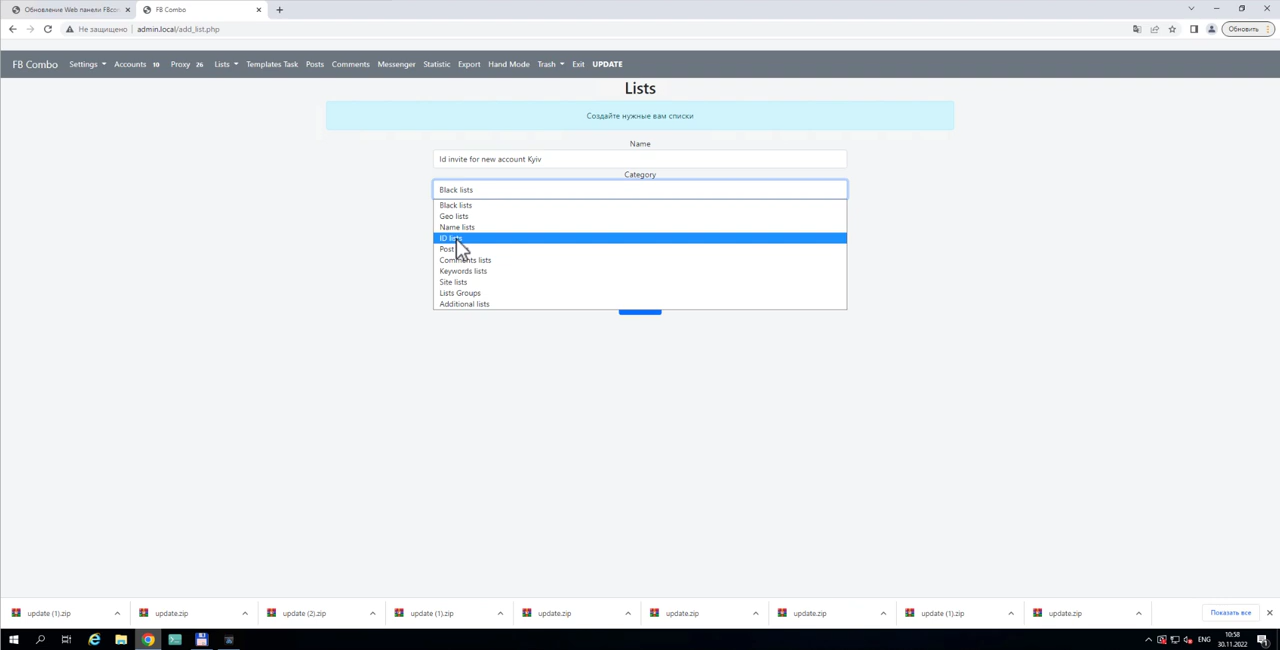 Обновление Web панели FBco
FB Combo
Не защищено
admin.local/add_list.php
Обновить
FB Combo
Settings
Accounts 10
Proxy 26
Lists
Templates Task
Posts
Comments
Messenger
Statistic
Export
Hand Mode
Trash
Exit
UPDATE
Lists
Создайте нужные вам списки
Name
Id invite for new account Kyiv
Category
Black lists
Black lists
Geo lists
Name lists
ID lists
Post
Comments lists
Keywords lists
Site lists
Lists Groups
Additional lists
update (1).zip
update.zip
update (2).zip
update (1).zip
update.zip
update.zip
update.zip
update (1).zip
update.zip
Показать все
ENG
10:58
30.11.2022